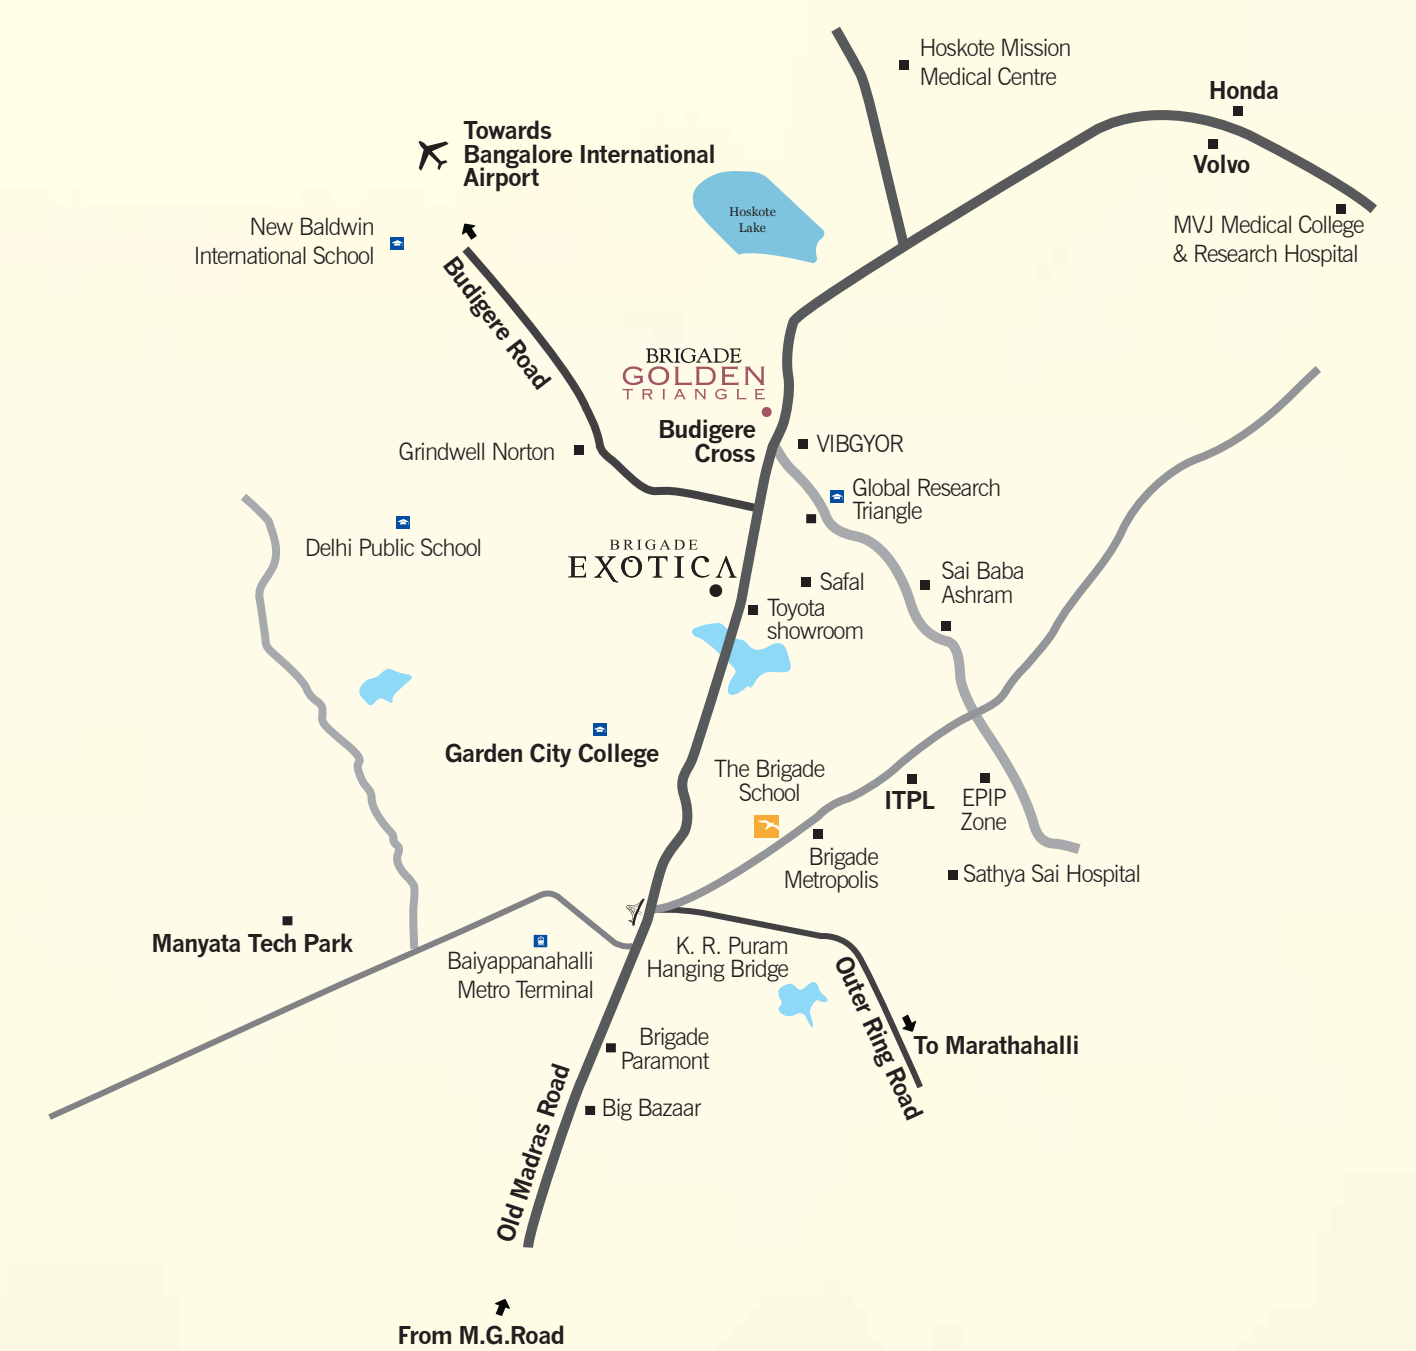 Hoskote Mission
Medical Centre
Honda
Volvo
MVJ Medical College
& Research Hospital
Towards
Bangalore International
Airport
New Baldwin
International School
Hoskote
Lake
Budigere Road
BRIGADE
GOLDEN
TRIANGLE
Budigere
Cross
VIBGYOR
Grindwell Norton
Global Research
Triangle
Delhi Public School
BRIGADE
EXOTICA
Safal
Sai Baba
Ashram
Toyota
showroom
Garden City College
The Brigade
School
ITPL
EPIP
Zone
Brigade
Metropolis
Sathya Sai Hospital
Manyata Tech Park
Baiyappanahalli
Metro Terminal
K. R. Puram
Hanging Bridge
Outer Ring Road
To Marathahalli
Brigade
Paramont
Big Bazaar
Old Madras Road
From M.G.Road